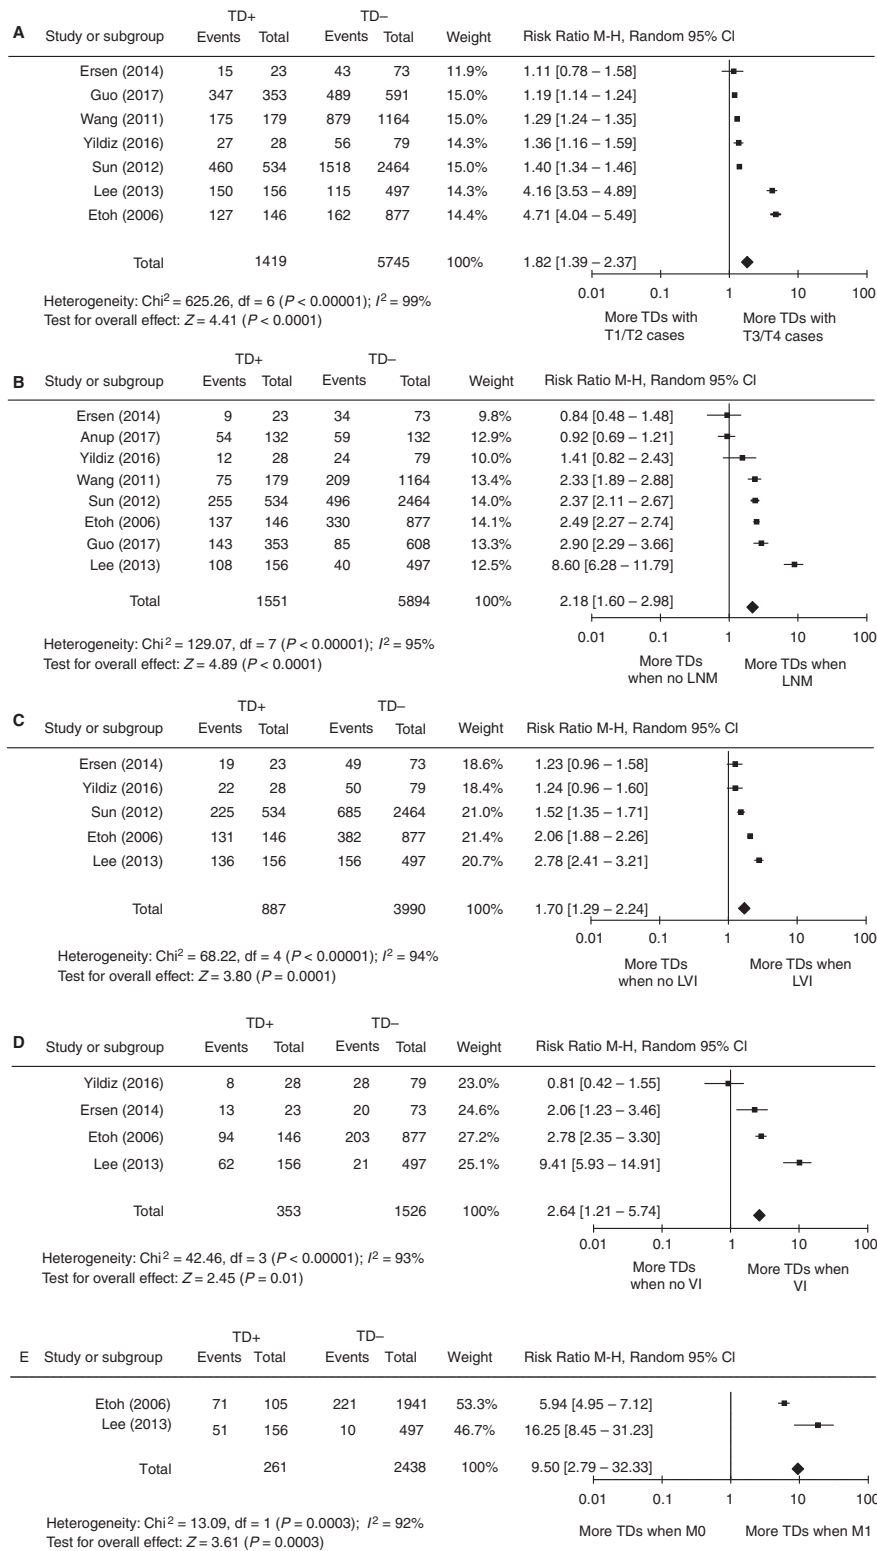 A
TD+ TD–
Study or subgroup Events Total Events Total Weight Risk Ratio M-H, Random 95% CI
Ersen (2014) 15 23 43 73 11.9% 1.11 [0.78 – 1.58]
Guo (2017) 347 353 489 591 15.0% 1.19 [1.14 – 1.24]
Wang (2011) 175 179 879 1164 15.0% 1.29 [1.24 – 1.35]
Yildiz (2016) 27 28 56 79 14.3% 1.36 [1.16 – 1.59]
Sun (2012) 460 534 1518 2464 15.0% 1.40 [1.34 – 1.46]
Lee (2013) 150 156 115 497 14.3% 4.16 [3.53 – 4.89]
Etoh (2006) 127 146 162 877 14.4% 4.71 [4.04 – 5.49]
Total 1419 5745 100% 1.82 [1.39 – 2.37]
0.01 0.1 1 10 100
Heterogeneity: Chi² = 625.26, df = 6 (P < 0.00001); I² = 99%
Test for overall effect: Z = 4.41 (P < 0.0001)
More TDs with T1/T2 cases
More TDs with T3/T4 cases
B
TD+ TD–
Study or subgroup Events Total Events Total Weight Risk Ratio M-H, Random 95% CI
Ersen (2014) 9 23 34 73 9.8% 0.84 [0.48 – 1.48]
Anup (2017) 54 132 59 132 12.9% 0.92 [0.69 – 1.21]
Yildiz (2016) 12 28 24 79 10.0% 1.41 [0.82 – 2.43]
Wang (2011) 75 179 209 1164 13.4% 2.33 [1.89 – 2.88]
Sun (2012) 255 534 496 2464 14.0% 2.37 [2.11 – 2.67]
Etoh (2006) 137 146 330 877 14.1% 2.49 [2.27 – 2.74]
Guo (2017) 143 353 85 608 13.3% 2.90 [2.29 – 3.66]
Lee (2013) 108 156 40 497 12.5% 8.60 [6.28 – 11.79]
Total 1551 5894 100% 2.18 [1.60 – 2.98]
0.01 0.1 1 10 100
Heterogeneity: Chi² = 129.07, df = 7 (P < 0.00001); I² = 95%
Test for overall effect: Z = 4.89 (P < 0.0001)
More TDs when no LNM
More TDs when LNM
C
TD+ TD–
Study or subgroup Events Total Events Total Weight Risk Ratio M-H, Random 95% CI
Ersen (2014) 19 23 49 73 18.6% 1.23 [0.96 – 1.58]
Yildiz (2016) 22 28 50 79 18.4% 1.24 [0.96 – 1.60]
Sun (2012) 225 534 685 2464 21.0% 1.52 [1.35 – 1.71]
Etoh (2006) 131 146 382 877 21.4% 2.06 [1.88 – 2.26]
Lee (2013) 136 156 156 497 20.7% 2.78 [2.41 – 3.21]
Total 887 3990 100% 1.70 [1.29 – 2.24]
0.01 0.1 1 10 100
Heterogeneity: Chi² = 68.22, df = 4 (P < 0.00001); I² = 94%
Test for overall effect: Z = 3.80 (P = 0.0001)
More TDs when no LVI
More TDs when LVI
D
TD+ TD–
Study or subgroup Events Total Events Total Weight Risk Ratio M-H, Random 95% CI
Yildiz (2016) 8 28 28 79 23.0% 0.81 [0.42 – 1.55]
Ersen (2014) 13 23 20 73 24.6% 2.06 [1.23 – 3.46]
Etoh (2006) 94 146 203 877 27.2% 2.78 [2.35 – 3.30]
Lee (2013) 62 156 21 497 25.1% 9.41 [5.93 – 14.91]
Total 353 1526 100% 2.64 [1.21 – 5.74]
0.01 0.1 1 10 100
Heterogeneity: Chi² = 42.46, df = 3 (P < 0.00001); I² = 93%
Test for overall effect: Z = 2.45 (P = 0.01)
More TDs when no VI
More TDs when VI
E
TD+ TD–
Study or subgroup Events Total Events Total Weight Risk Ratio M-H, Random 95% CI
Etoh (2006) 71 105 221 1941 53.3% 5.94 [4.95 – 7.12]
Lee (2013) 51 156 10 497 46.7% 16.25 [8.45 – 31.23]
Total 261 2438 100% 9.50 [2.79 – 32.33]
0.01 0.1 1 10 100
Heterogeneity: Chi² = 13.09, df = 1 (P = 0.0003); I² = 92%
Test for overall effect: Z = 3.61 (P = 0.0003)
More TDs when M0 More TDs when M1